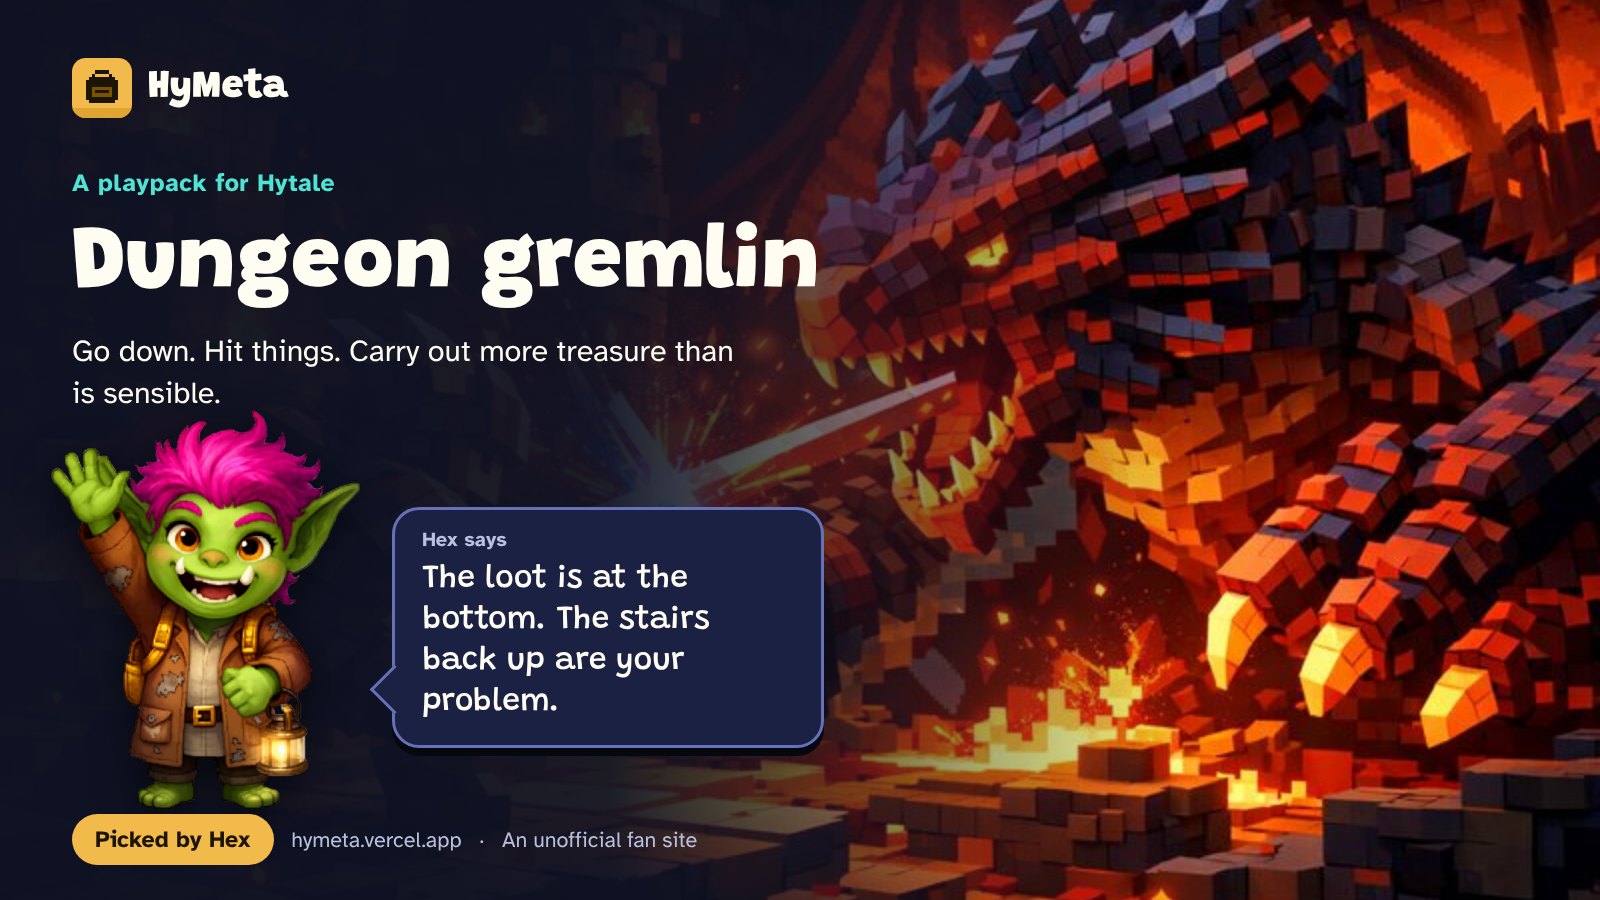 HyMeta
A playpack for Hytale
Dungeon gremlin
Go down. Hit things. Carry out more treasure than
is sensible.
Hex says
The loot is at the
bottom. The stairs
back up are your
problem.
Picked by Hex
hymeta.vercel.app · An unofficial fan site